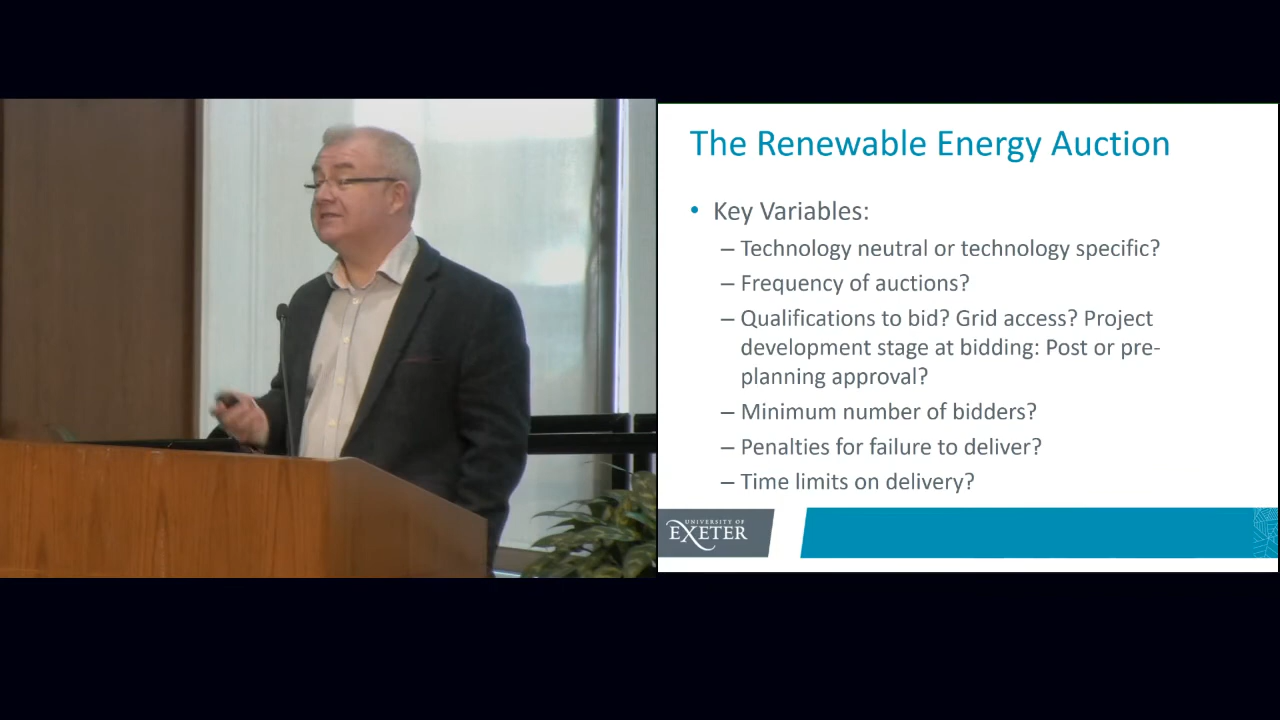 The Renewable Energy Auction
• Key Variables:
– Technology neutral or technology specific?
– Frequency of auctions?
– Qualifications to bid? Grid access? Project
development stage at bidding: Post or pre-
planning approval?
– Minimum number of bidders?
– Penalties for failure to deliver?
– Time limits on delivery?
UNIVERSITY OF
EXETER